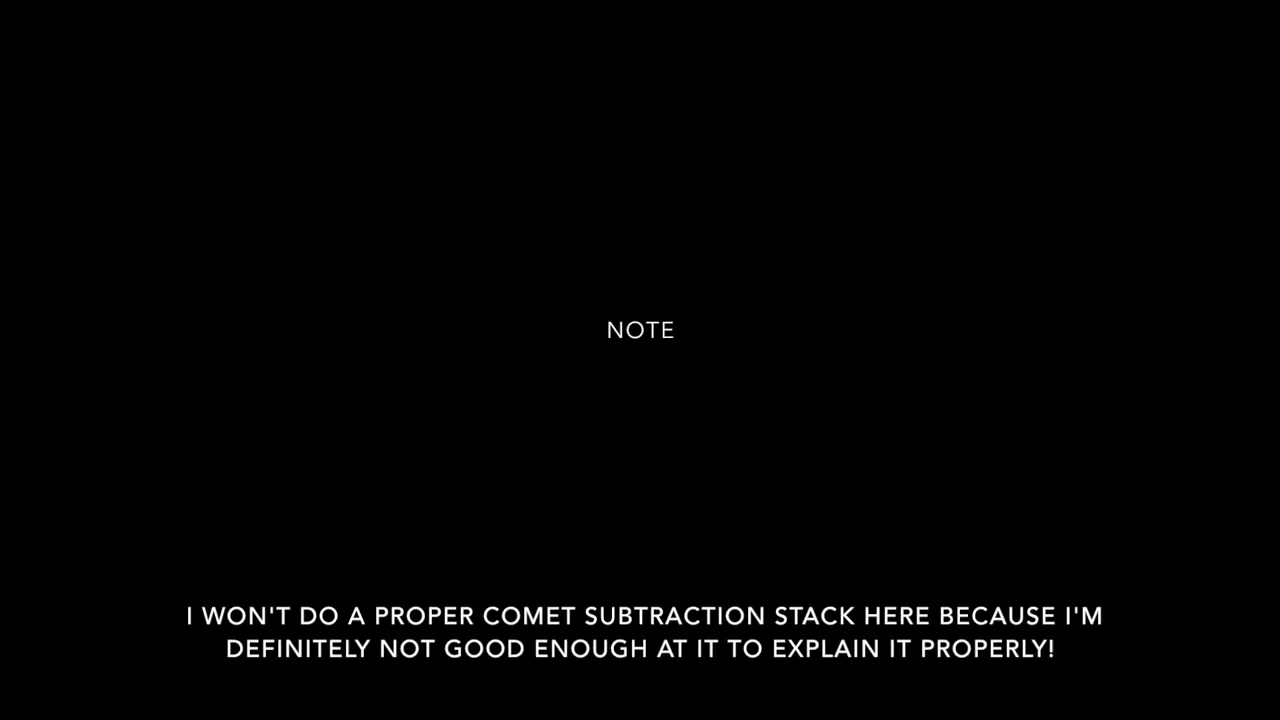 NOTE
I WON'T DO A PROPER COMET SUBTRACTION STACK HERE BECAUSE I'M
DEFINITELY NOT GOOD ENOUGH AT IT TO EXPLAIN IT PROPERLY!